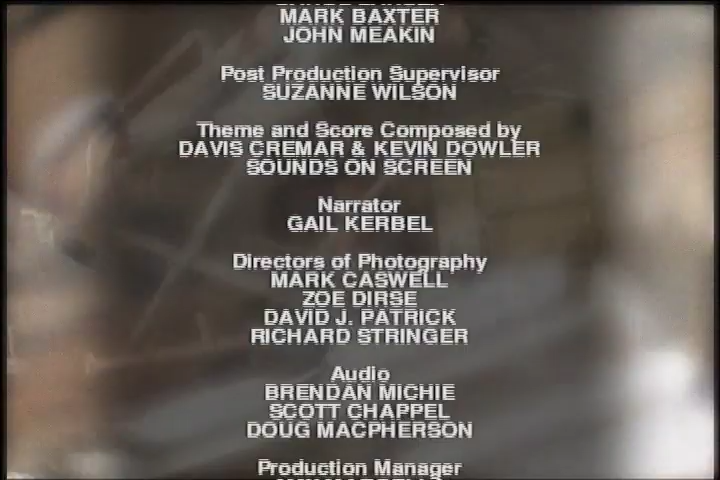 MARK BAXTER
JOHN MEAKIN
Post Production Supervisor
SUZANNE WILSON
Theme and Score Composed by
DAVIS CREMAR & KEVIN DOWLER
SOUNDS ON SCREEN
Narrator
GAIL KERBEL
Directors of Photography
MARK CASWELL
ZOE DIRSE
DAVID J. PATRICK
RICHARD STRINGER
Audio
BRENDAN MICHIE
SCOTT CHAPPEL
DOUG MACPHERSON
Production Manager